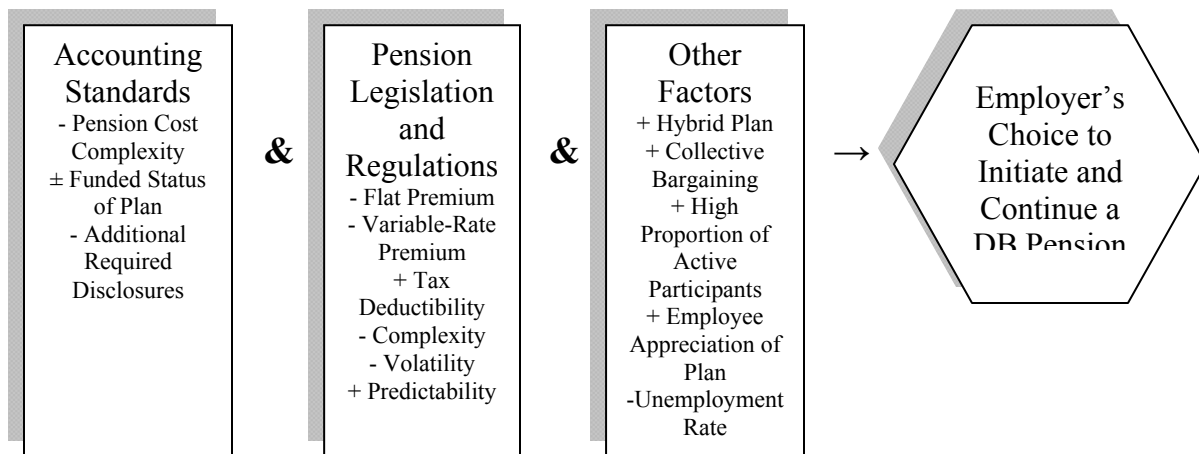 Accounting
Standards
- Pension Cost
Complexity
± Funded Status
of Plan
- Additional
Required
Disclosures
&
Pension
Legislation
and
Regulations
- Flat Premium
- Variable-Rate
Premium
+ Tax
Deductibility
- Complexity
- Volatility
+ Predictability
&
Other
Factors
+ Hybrid Plan
+ Collective
Bargaining
+ High
Proportion of
Active
Participants
+ Employee
Appreciation of
Plan
-Unemployment
Rate
→
Employer’s
Choice to
Initiate and
Continue a
DB Pension